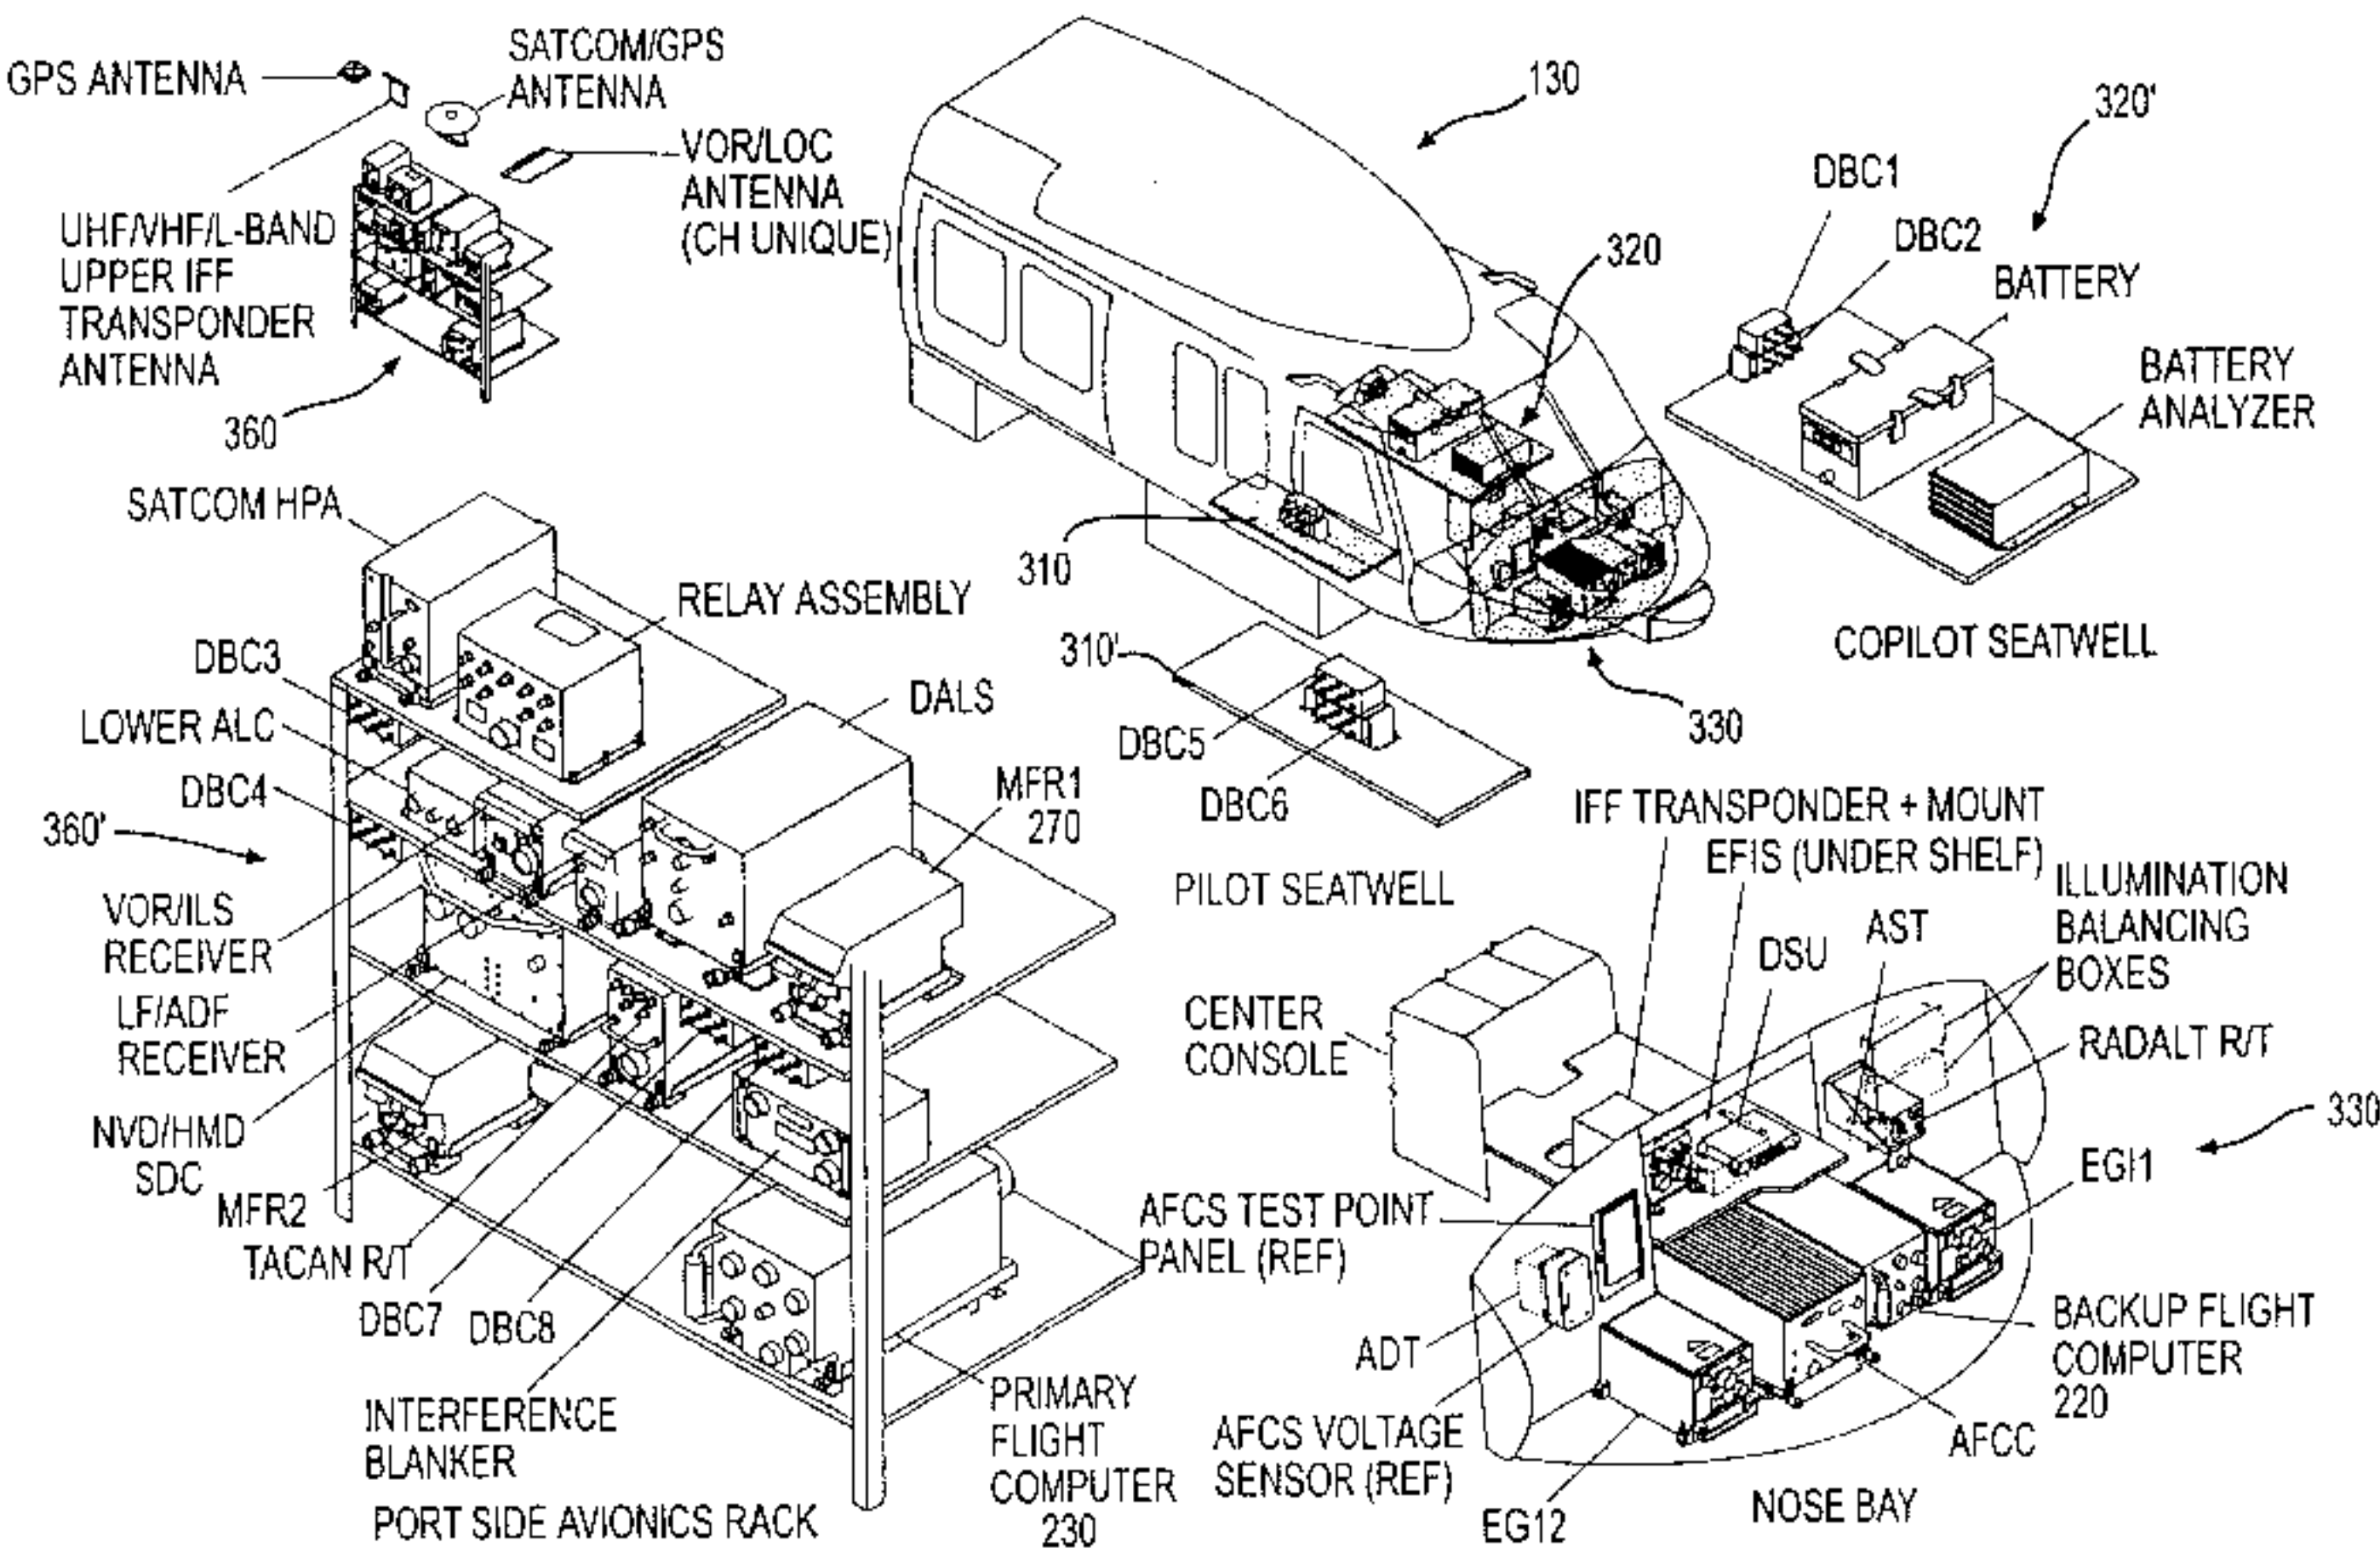 GPS ANTENNA
SATCOM/GPS
ANTENNA
VOR/LOC
ANTENNA
(CH UNIQUE)
UHF/VHF/L-BAND
UPPER IFF
TRANSPONDER
ANTENNA
360
130
320
310
330
320'
DBC1
DBC2
BATTERY
BATTERY
ANALYZER
COPILOT SEATWELL
310'
DBC5
DBC6
PILOT SEATWELL
SATCOM HPA
RELAY ASSEMBLY
DBC3
LOWER ALC
DBC4
360'
DALS
MFR1
270
VOR/ILS
RECEIVER
LF/ADF
RECEIVER
NVD/HMD
SDC
MFR2
TACAN R/T
DBC7
DBC8
INTERFERENCE
BLANKER
PRIMARY
FLIGHT
COMPUTER
230
PORT SIDE AVIONICS RACK
IFF TRANSPONDER + MOUNT
EFIS (UNDER SHELF)
ILLUMINATION
BALANCING
BOXES
AST
DSU
CENTER
CONSOLE
RADALT R/T
330
EGI1
AFCS TEST POINT
PANEL (REF)
ADT
AFCS VOLTAGE
SENSOR (REF)
EG12
BACKUP FLIGHT
COMPUTER
220
AFCC
NOSE BAY